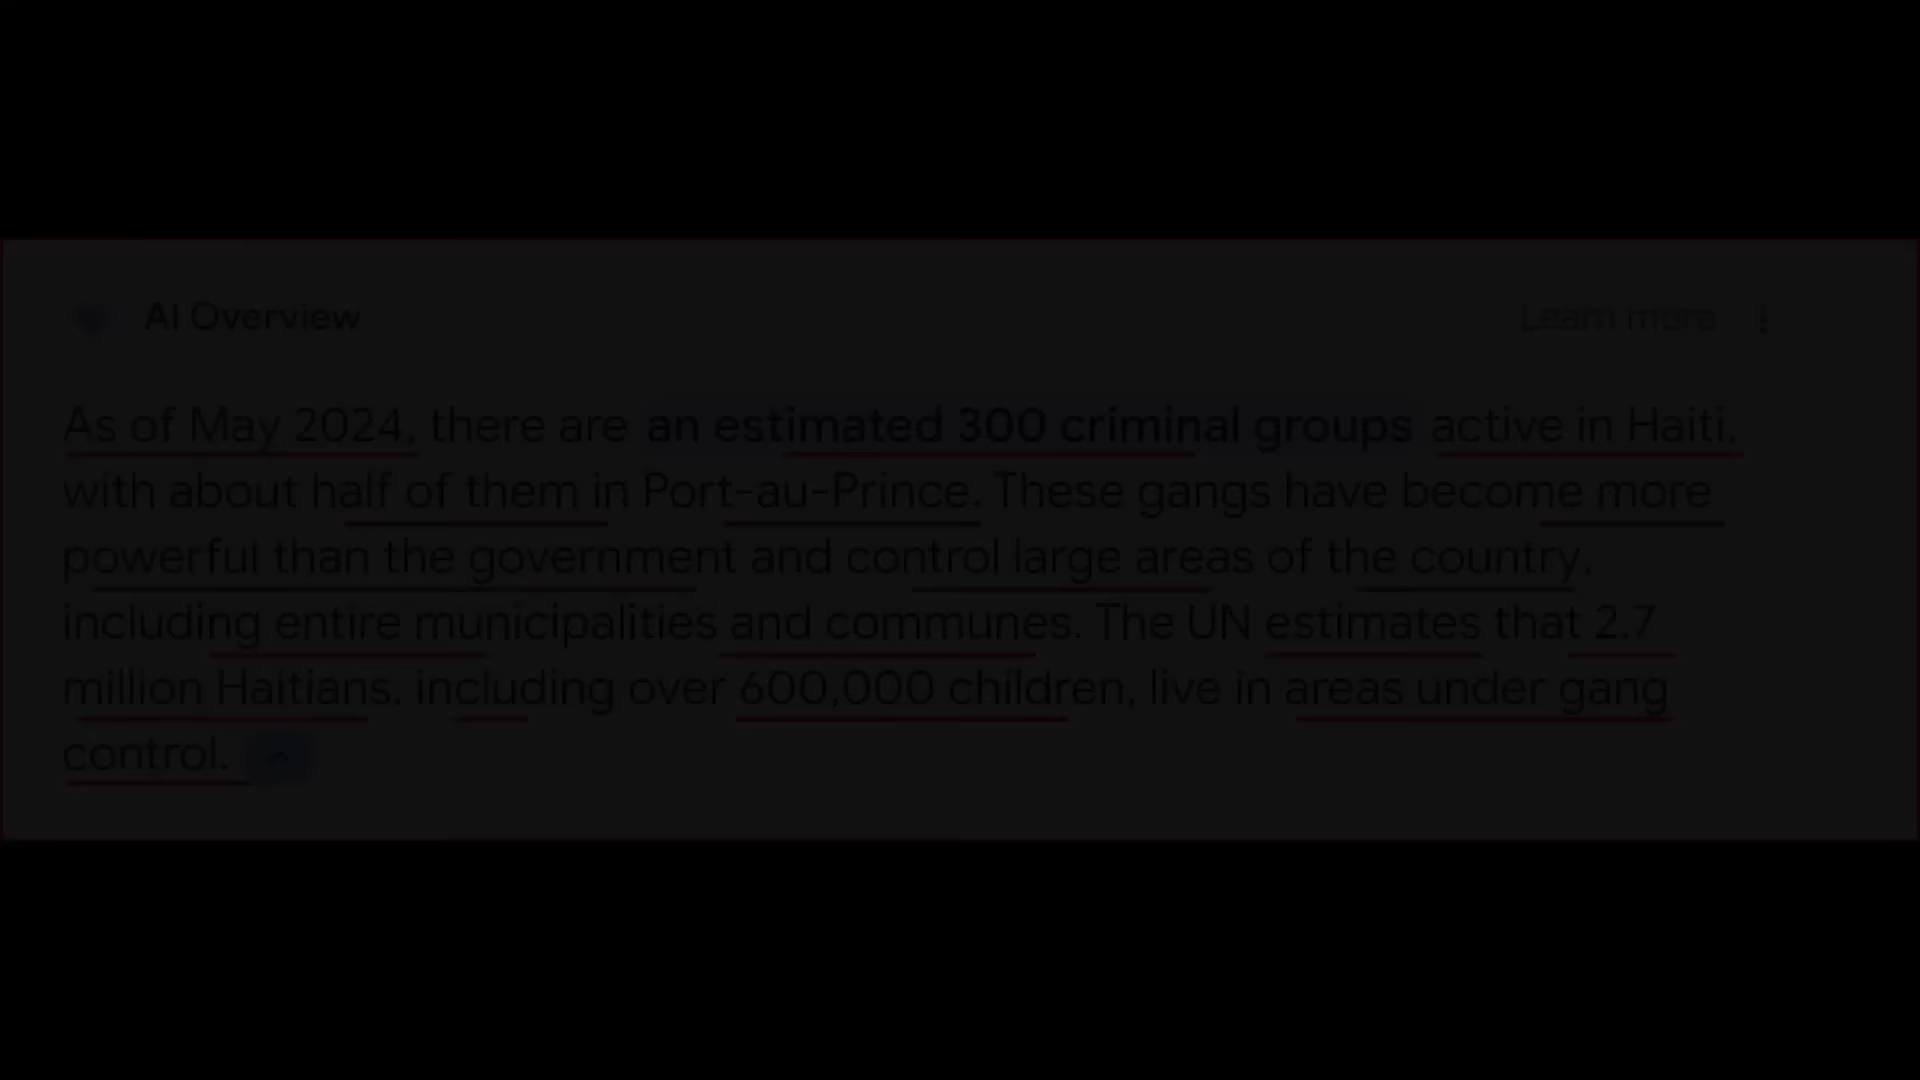 AI Overview
Learn more
As of May 2024, there are an estimated 300 criminal groups active in Haiti,
with about half of them in Port-au-Prince. These gangs have become more
powerful than the government and control large areas of the country,
including entire municipalities and communes. The UN estimates that 2.7
million Haitians, including over 600,000 children, live in areas under gang
control.